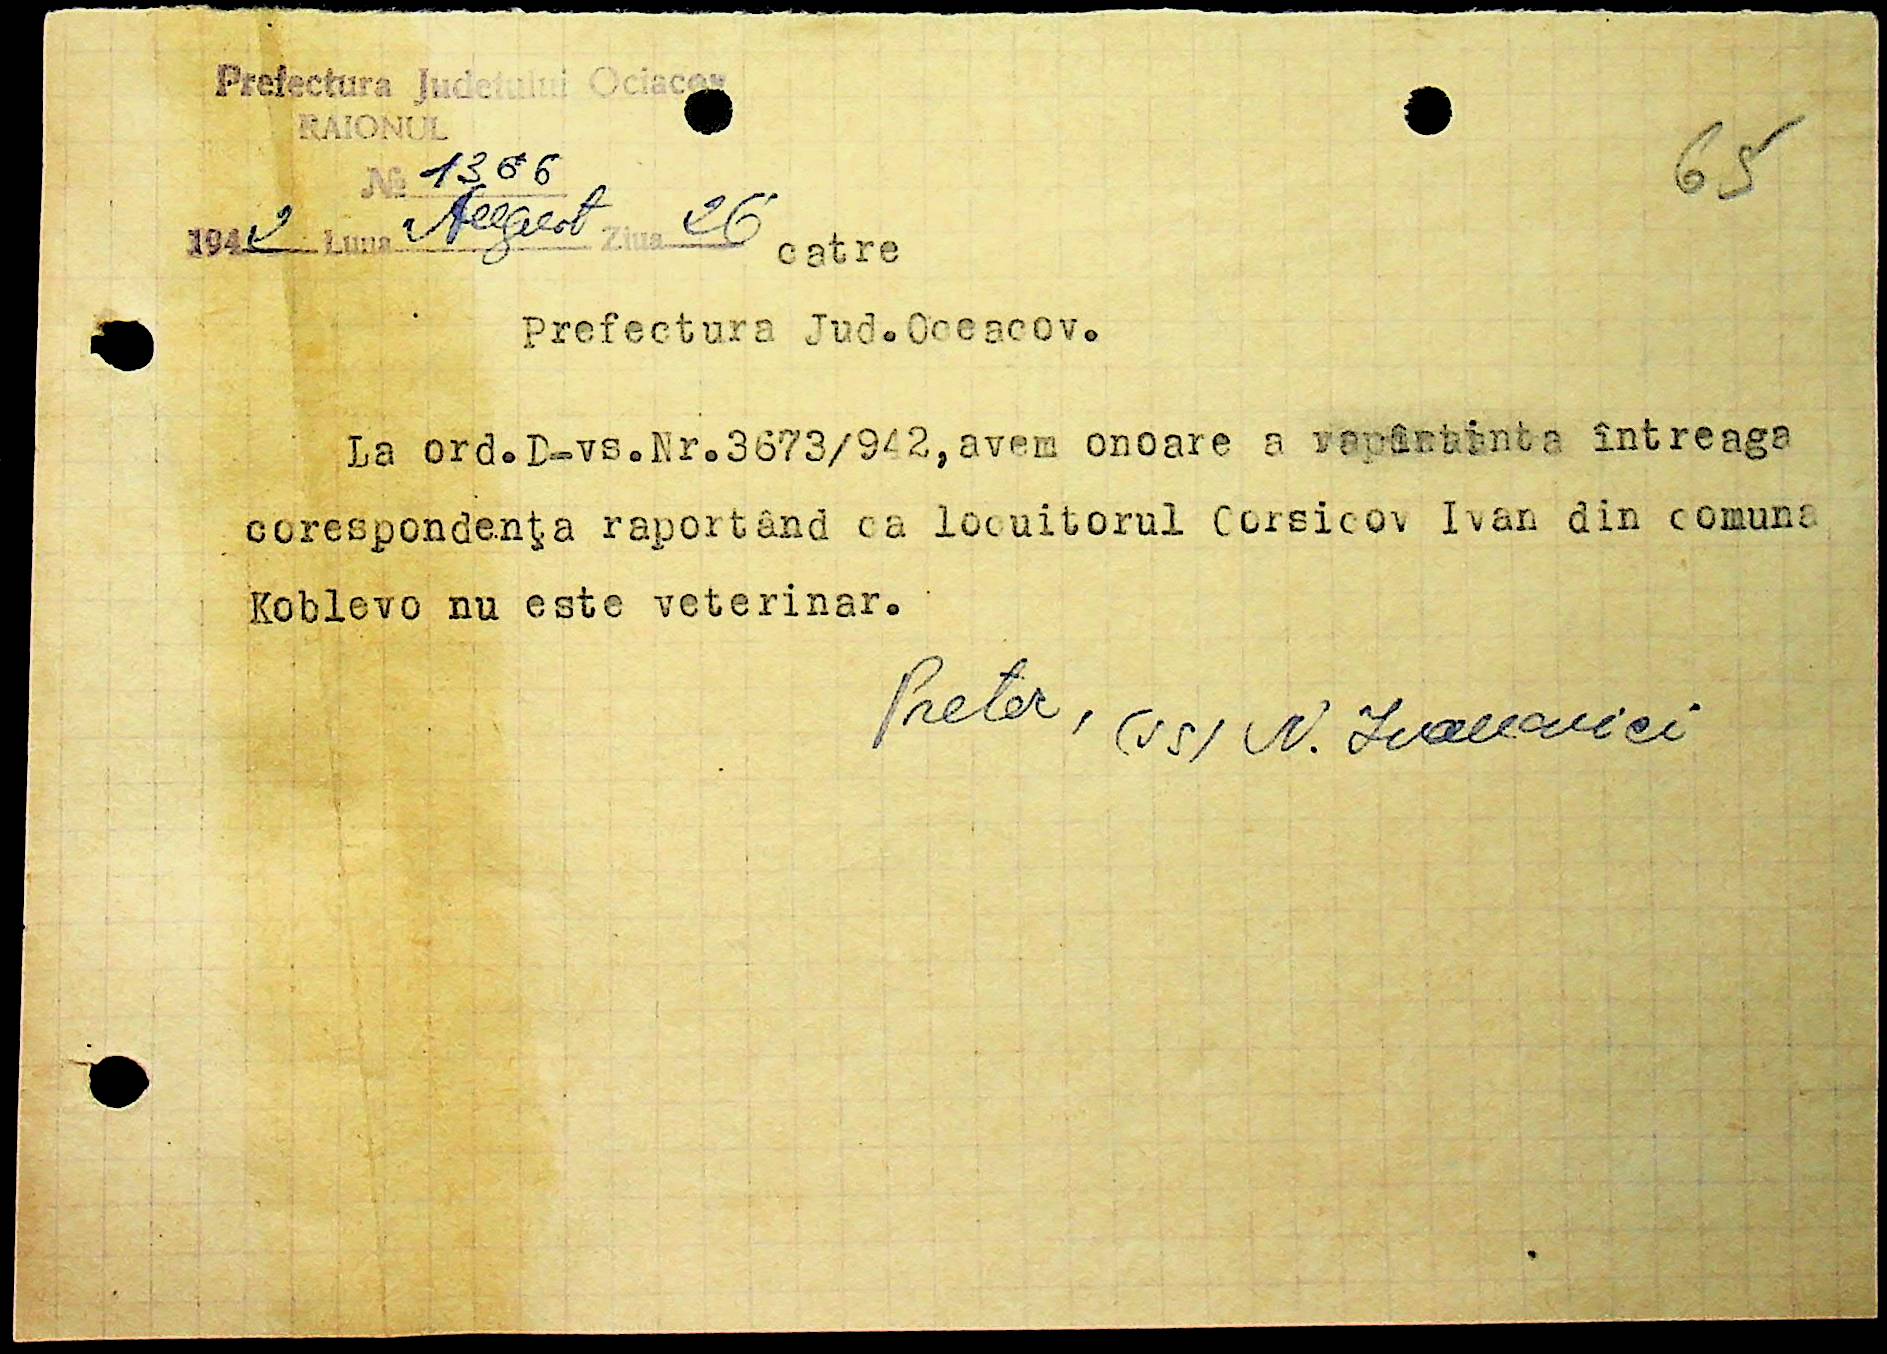 Prefectura Judetului Ociacov
RAIONUL
65
№ 1366
1942 Luna August Ziua 26 catre
Prefectura Jud.Oceacov.
La ord.D-vs.Nr.3673/942,avem onoare a întreaga
corespondenţa raportând ca locuitorul Corsicov Ivan din comuna
Koblevo nu este veterinar.
Pretor, (ss) N. Ivanovici